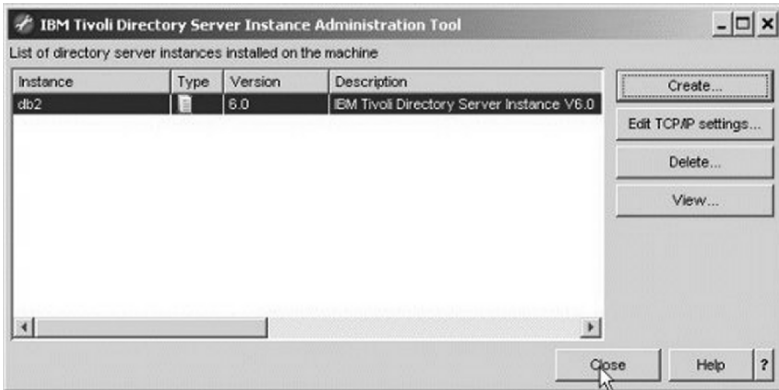 IBM Tivoli Directory Server Instance Administration Tool
List of directory server instances installed on the machine
Instance Type Version Description
db2 6.0 IBM Tivoli Directory Server Instance V6.0
Create...
Edit TCP/IP settings...
Delete...
View...
Close Help ?